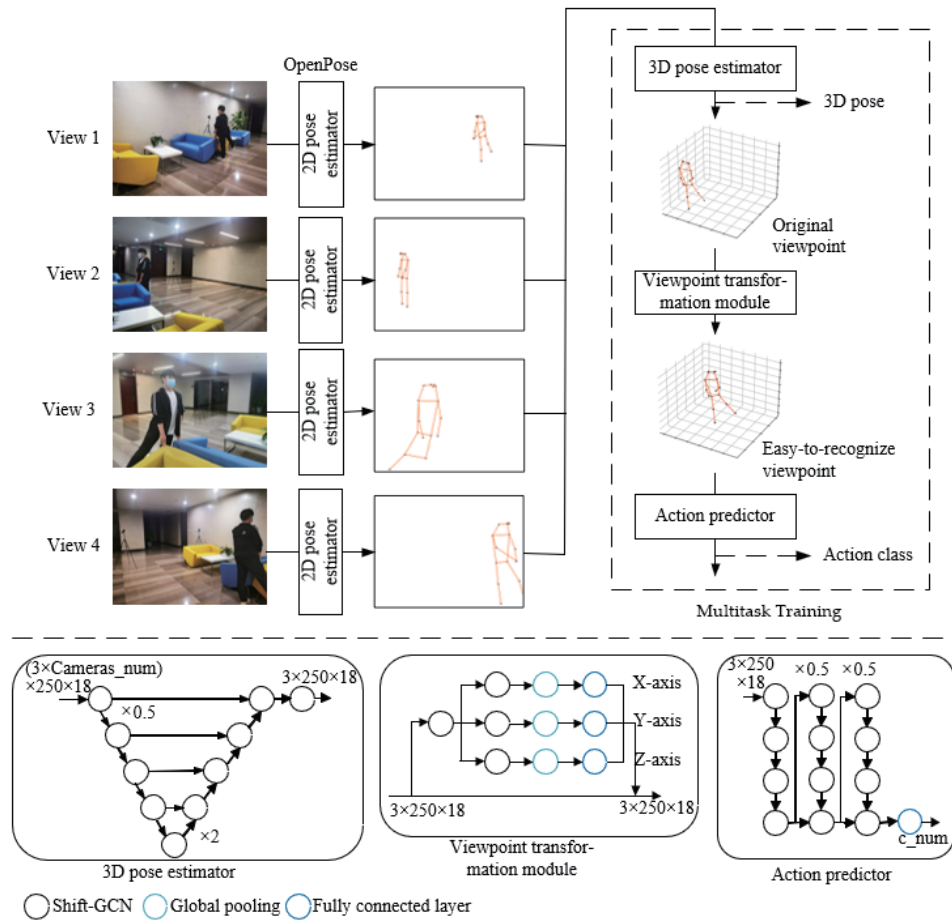 OpenPose
View 1
2D pose
estimator
View 2
2D pose
estimator
View 3
2D pose
estimator
View 4
2D pose
estimator
3D pose estimator
3D pose
Original
viewpoint
Viewpoint transfor-
mation module
Easy-to-recognize
viewpoint
Action predictor
Action class
Multitask Training
(3×Cameras_num)
×250×18
×0.5
3×250×18
×2
3D pose estimator
X-axis
Y-axis
Z-axis
3×250×18
3×250×18
Viewpoint transfor-
mation module
3×250
×18
×0.5
×0.5
c_num
Action predictor
Shift-GCN
Global pooling
Fully connected layer